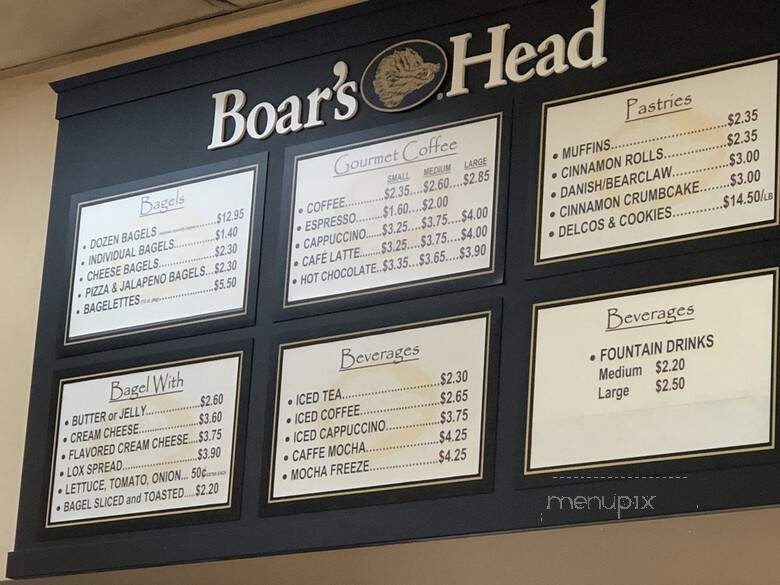 Boar's Head
Bagels
• DOZEN BAGELS $12.95
• INDIVIDUAL BAGELS....$1.40
• CHEESE BAGELS.........$2.30
• PIZZA & JALAPENO BAGELS...$2.30
• BAGELETTES $5.50
Gourmet Coffee
SMALL MEDIUM LARGE
• COFFEE..........$2.35....$2.60....$2.85
• ESPRESSO.......$1.60...$2.00
• CAPPUCCINO....$3.25...$3.75...$4.00
• CAFÉ LATTE......$3.25....$3.75....$4.00
• HOT CHOCOLATE..$3.35...$3.65....$3.90
Pastries
• MUFFINS..................$2.35
• CINNAMON ROLLS..........$2.35
• DANISH/BEARCLAW.........$3.00
• CINNAMON CRUMBCAKE......$3.00
• DELCOS & COOKIES........$14.50/LB
Bagel With
• BUTTER or JELLY.........$2.60
• CREAM CHEESE............$3.60
• FLAVORED CREAM CHEESE...$3.75
• LOX SPREAD..............$3.90
• LETTUCE, TOMATO, ONION... 50¢
• BAGEL SLICED and TOASTED....$2.20
Beverages
• ICED TEA................$2.30
• ICED COFFEE.............$2.65
• ICED CAPPUCCINO.........$3.75
• CAFFE MOCHA.............$4.25
• MOCHA FREEZE............$4.25
Beverages
• FOUNTAIN DRINKS
Medium $2.20
Large $2.50
menupix